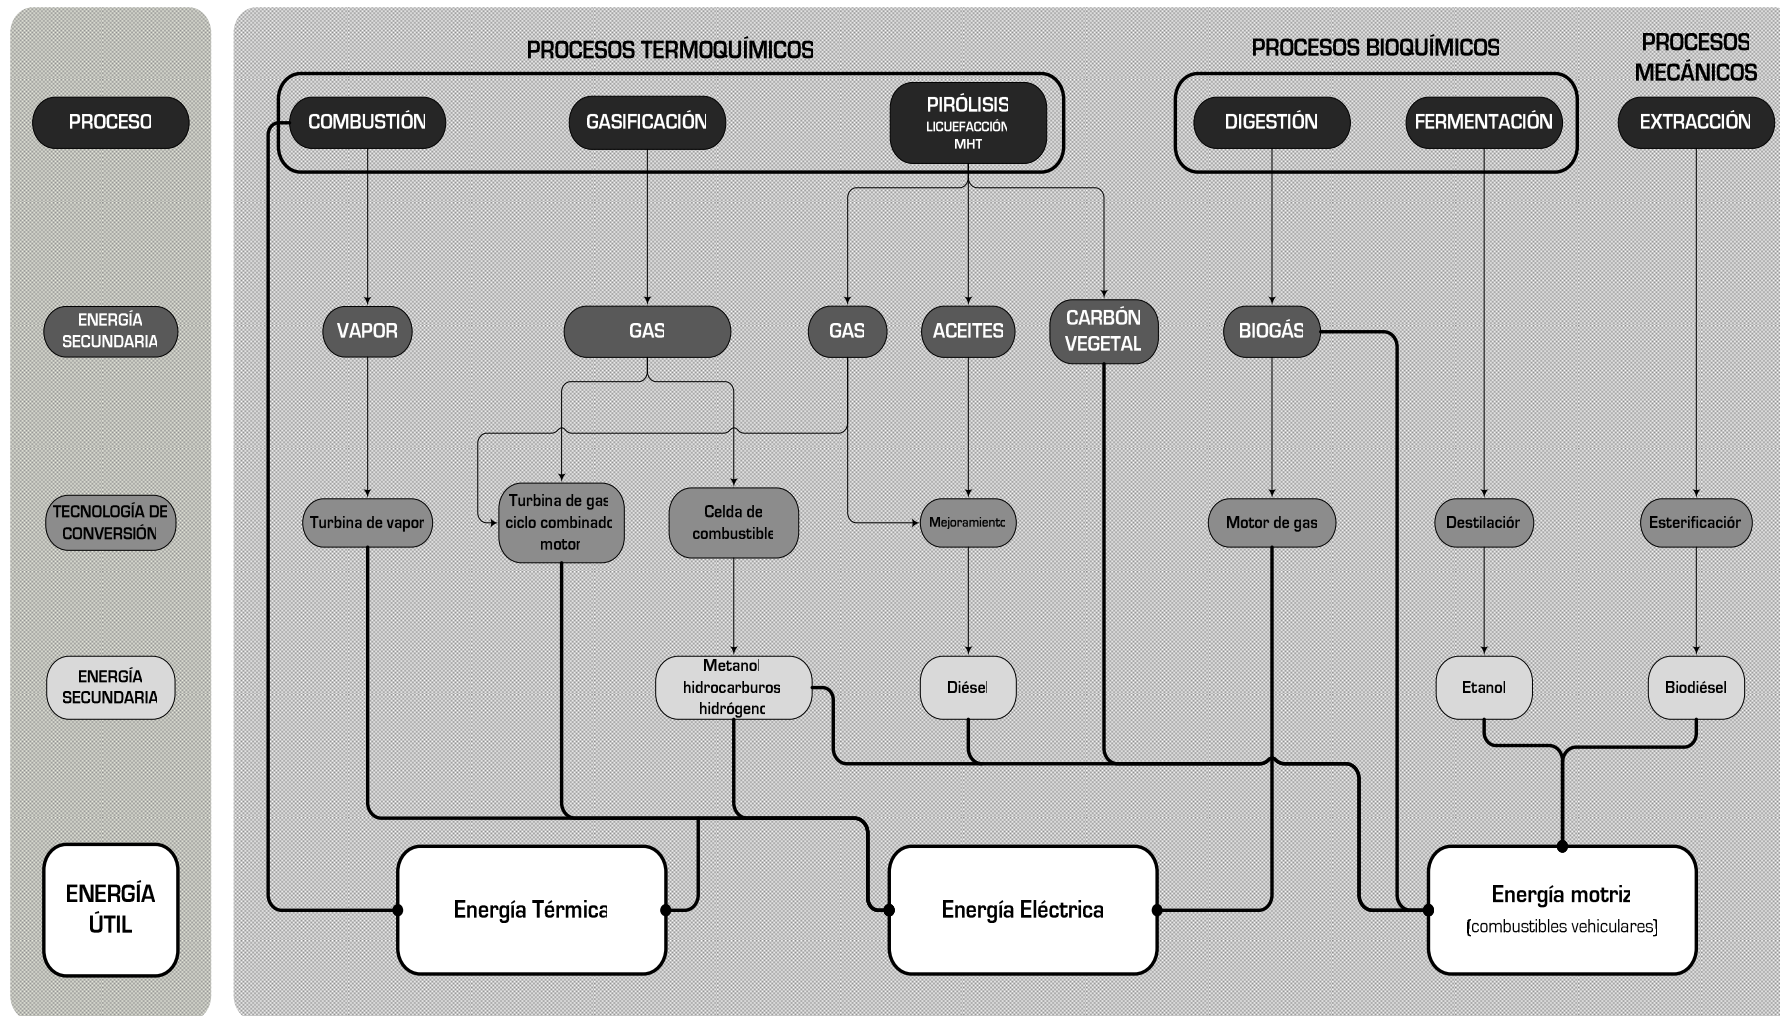 PROCESOS TERMOQUÍMICOS
PROCESOS BIOQUÍMICOS
PROCESOS
MECÁNICOS
PROCESO
COMBUSTIÓN
GASIFICACIÓN
PIRÓLISIS
LICUEFACCIÓN
MHT
DIGESTIÓN
FERMENTACIÓN
EXTRACCIÓN
ENERGÍA
SECUNDARIA
VAPOR
GAS
GAS
ACEITES
CARBÓN
VEGETAL
BIOGÁS
TECNOLOGÍA DE
CONVERSIÓN
Turbina de vapor
Turbina de gas
ciclo combinado
motor
Celda de
combustible
Mejoramiento
Motor de gas
Destilación
Esterificación
ENERGÍA
SECUNDARIA
Metanol
hidrocarburos
hidrógeno
Diésel
Etanol
Biodiésel
ENERGÍA
ÚTIL
Energía Térmica
Energía Eléctrica
Energía motriz
(combustibles vehiculares)